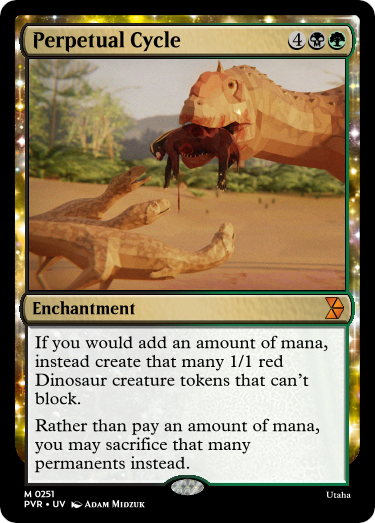 Perpetual Cycle 4
Enchantment
If you would add an amount of mana,
instead create that many 1/1 red
Dinosaur creature tokens that can't
block.
Rather than pay an amount of mana,
you may sacrifice that many
permanents instead.
M 0251
PVR • UV Adam Midzuk
Utaha